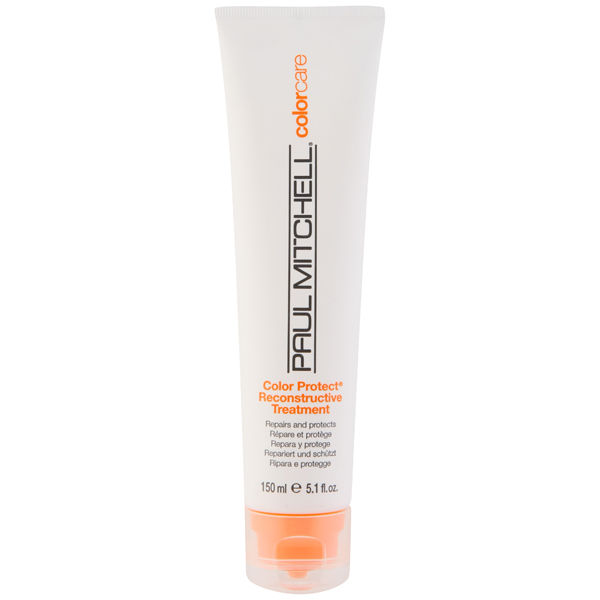 colorcare
PAUL MITCHELL®
Color Protect®
Reconstructive
Treatment
Repairs and protects
Répare et protège
Repara y protege
Repariert und schützt
Ripara e protegge
150 ml ℮ 5.1 fl.oz.